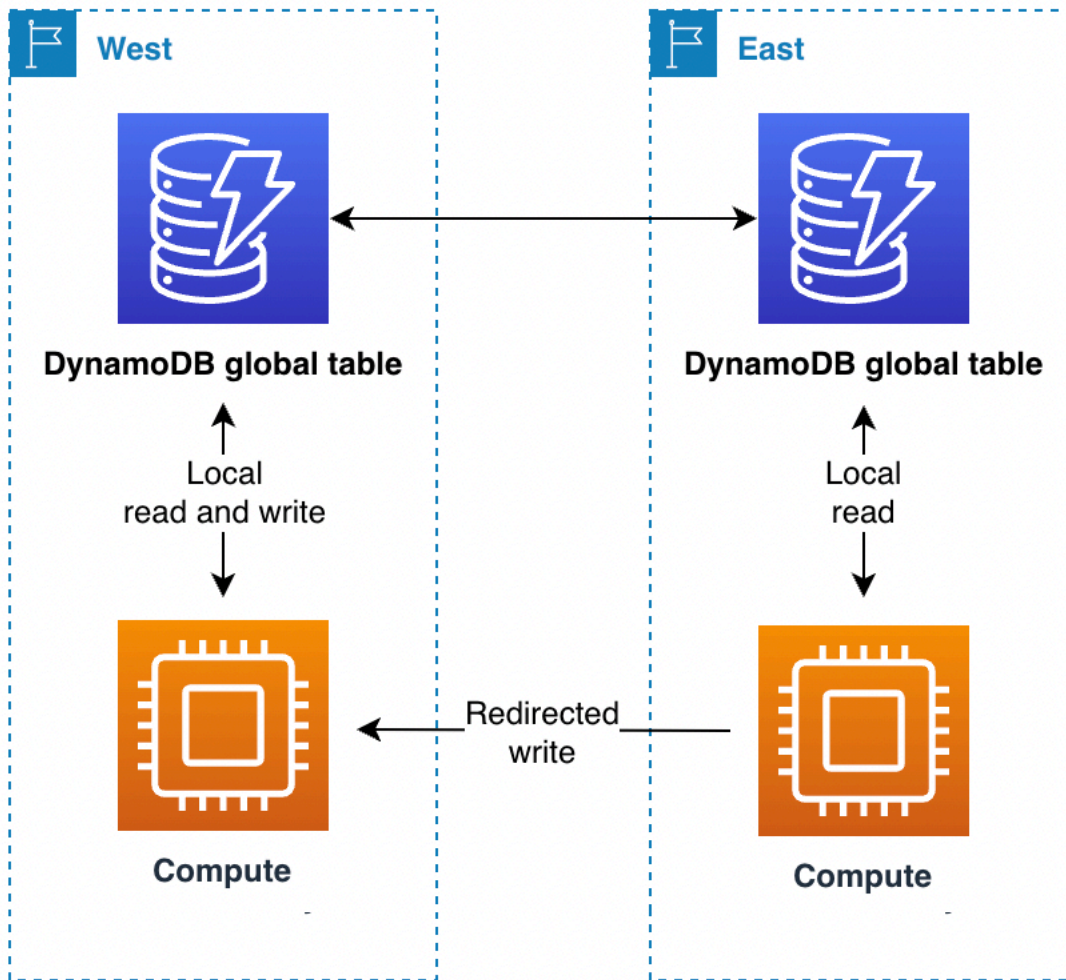 West
East
DynamoDB global table
DynamoDB global table
Local
read and write
Local
read
Redirected
write
Compute
Compute